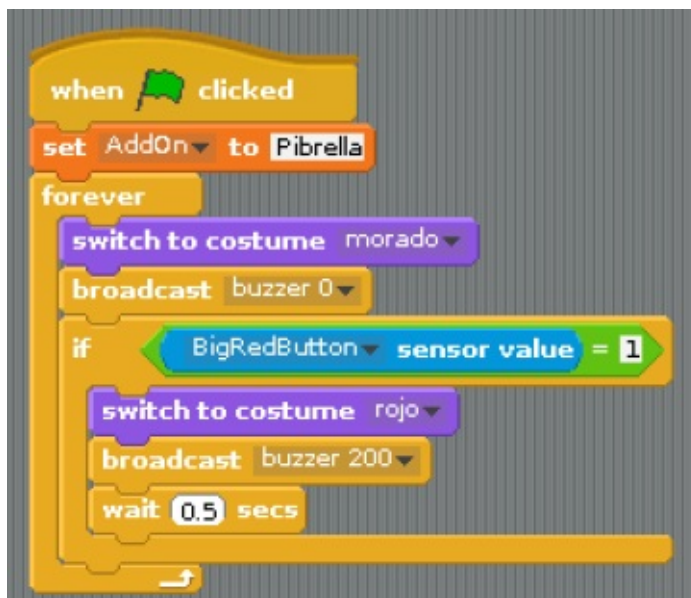 when clicked
set AddOn to Pibrella
forever
switch to costume morado
broadcast buzzer 0
if BigRedButton sensor value = 1
switch to costume rojo
broadcast buzzer 200
wait 0.5 secs